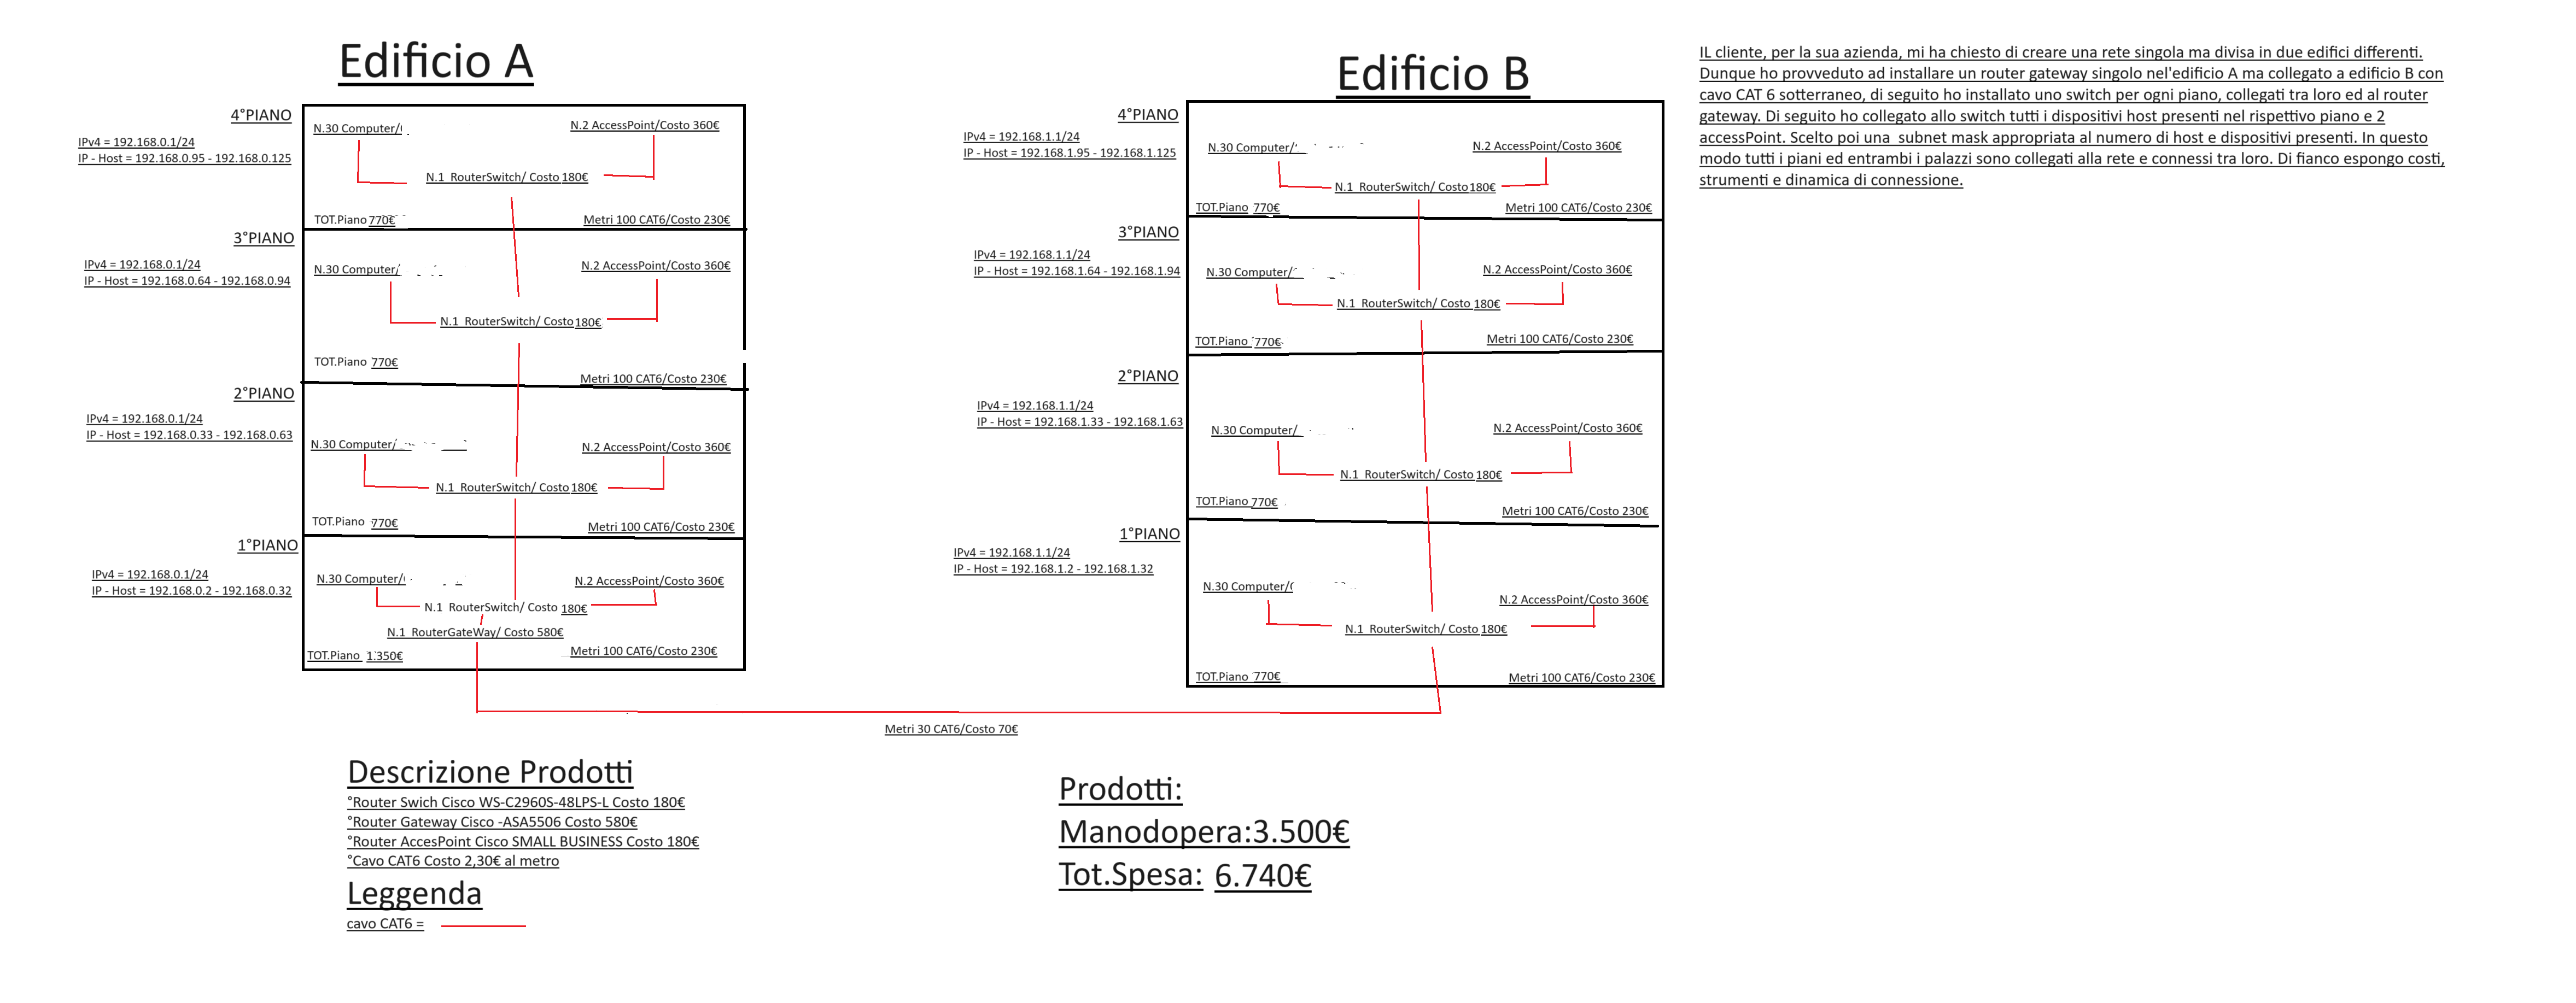 Edificio A
4°PIANO
IPv4 = 192.168.0.1/24
IP - Host = 192.168.0.95 - 192.168.0.125
N.30 Computer/
N.2 AccessPoint/Costo 360€
N.1 RouterSwitch/ Costo 180€
TOT.Piano 770€
Metri 100 CAT6/Costo 230€
3°PIANO
IPv4 = 192.168.0.1/24
IP - Host = 192.168.0.64 - 192.168.0.94
N.30 Computer/
N.2 AccessPoint/Costo 360€
N.1 RouterSwitch/ Costo 180€
TOT.Piano 770€
Metri 100 CAT6/Costo 230€
2°PIANO
IPv4 = 192.168.0.1/24
IP - Host = 192.168.0.33 - 192.168.0.63
N.30 Computer/
N.2 AccessPoint/Costo 360€
N.1 RouterSwitch/ Costo 180€
TOT.Piano 770€
Metri 100 CAT6/Costo 230€
1°PIANO
IPv4 = 192.168.0.1/24
IP - Host = 192.168.0.2 - 192.168.0.32
N.30 Computer/
N.2 AccessPoint/Costo 360€
N.1 RouterSwitch/ Costo 180€
N.1 RouterGateWay/ Costo 580€
TOT.Piano 1.350€
Metri 100 CAT6/Costo 230€
Edificio B
4°PIANO
IPv4 = 192.168.1.1/24
IP - Host = 192.168.1.95 - 192.168.1.125
N.30 Computer/
N.2 AccessPoint/Costo 360€
N.1 RouterSwitch/ Costo 180€
TOT.Piano 770€
Metri 100 CAT6/Costo 230€
3°PIANO
IPv4 = 192.168.1.1/24
IP - Host = 192.168.1.64 - 192.168.1.94
N.30 Computer/
N.2 AccessPoint/Costo 360€
N.1 RouterSwitch/ Costo 180€
TOT.Piano 770€
Metri 100 CAT6/Costo 230€
2°PIANO
IPv4 = 192.168.1.1/24
IP - Host = 192.168.1.33 - 192.168.1.63
N.30 Computer/
N.2 AccessPoint/Costo 360€
N.1 RouterSwitch/ Costo 180€
TOT.Piano 770€
Metri 100 CAT6/Costo 230€
1°PIANO
IPv4 = 192.168.1.1/24
IP - Host = 192.168.1.2 - 192.168.1.32
N.30 Computer/
N.2 AccessPoint/Costo 360€
N.1 RouterSwitch/ Costo 180€
TOT.Piano 770€
Metri 100 CAT6/Costo 230€
Metri 30 CAT6/Costo 70€
IL cliente, per la sua azienda, mi ha chiesto di creare una rete singola ma divisa in due edifici differenti.
Dunque ho provveduto ad installare un router gateway singolo nel'edificio A ma collegato a edificio B con
cavo CAT 6 sotterraneo, di seguito ho installato uno switch per ogni piano, collegati tra loro ed al router
gateway. Di seguito ho collegato allo switch tutti i dispositivi host presenti nel rispettivo piano e 2
accessPoint. Scelto poi una subnet mask appropriata al numero di host e dispositivi presenti. In questo
modo tutti i piani ed entrambi i palazzi sono collegati alla rete e connessi tra loro. Di fianco espongo costi,
strumenti e dinamica di connessione.
Descrizione Prodotti
°Router Swich Cisco WS-C2960S-48LPS-L Costo 180€
°Router Gateway Cisco -ASA5506 Costo 580€
°Router AccesPoint Cisco SMALL BUSINESS Costo 180€
°Cavo CAT6 Costo 2,30€ al metro
Leggenda
cavo CAT6 =
Prodotti:
Manodopera:3.500€
Tot.Spesa: 6.740€